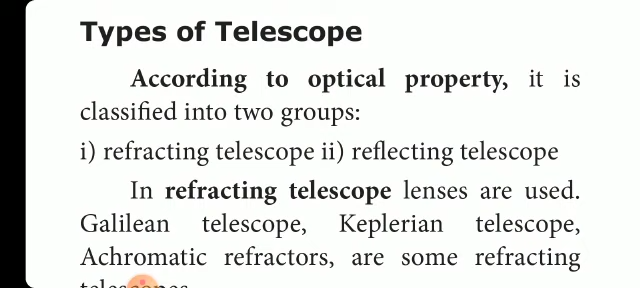 Types of Telescope
According to optical property, it is
classified into two groups:
i) refracting telescope ii) reflecting telescope
In refracting telescope lenses are used.
Galilean telescope, Keplerian telescope,
Achromatic refractors, are some refracting
telescopes.